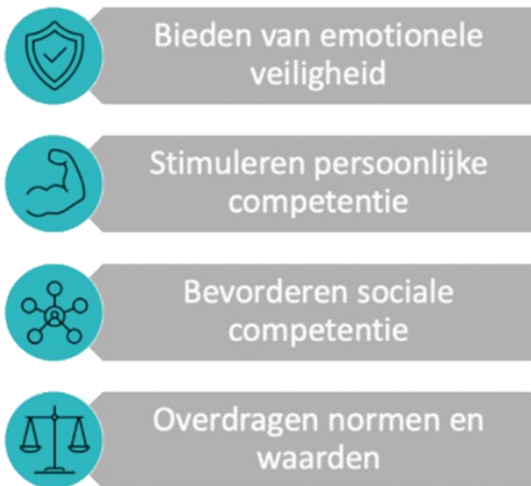 Bieden van emotionele
veiligheid
Stimuleren persoonlijke
competentie
Bevorderen sociale
competentie
Overdragen normen en
waarden